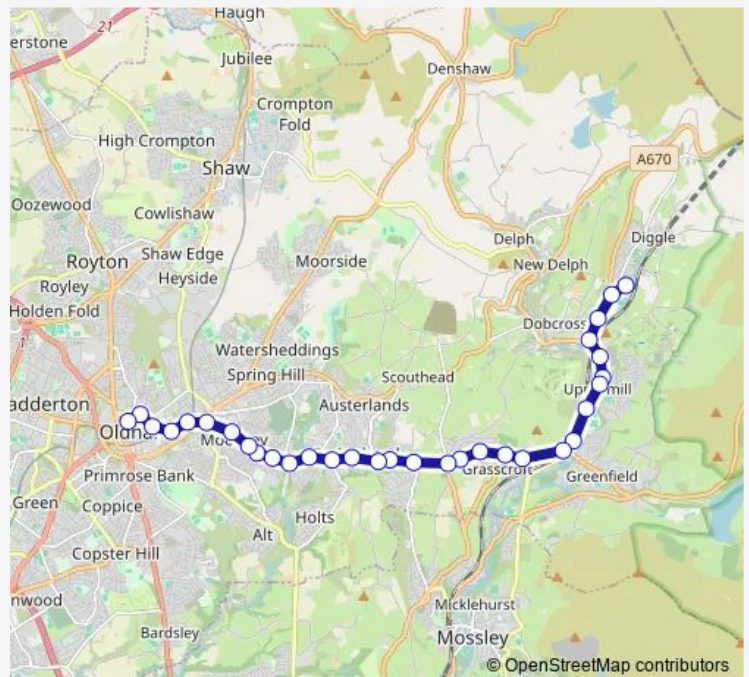 Haugh
21
erstone
Jubilee
Denshaw
Crompton
Fold
High Crompton
A670
Shaw
Oozewood
Cowlishaw
Delph
Diggle
Royton
Shaw Edge
Moorside
New Delph
Heyside
Royley
Holden Fold
Dobcross
1
Watersheddings
Spring Hill
Scouthead
adderton
Austerlands
Grasscroft
Primrose Bank
Greenfield
Green
Coppice
Holts
Alt
Copster Hill
nwood
Micklehurst
Bardsley
Mossley
© OpenStreetMap contributors